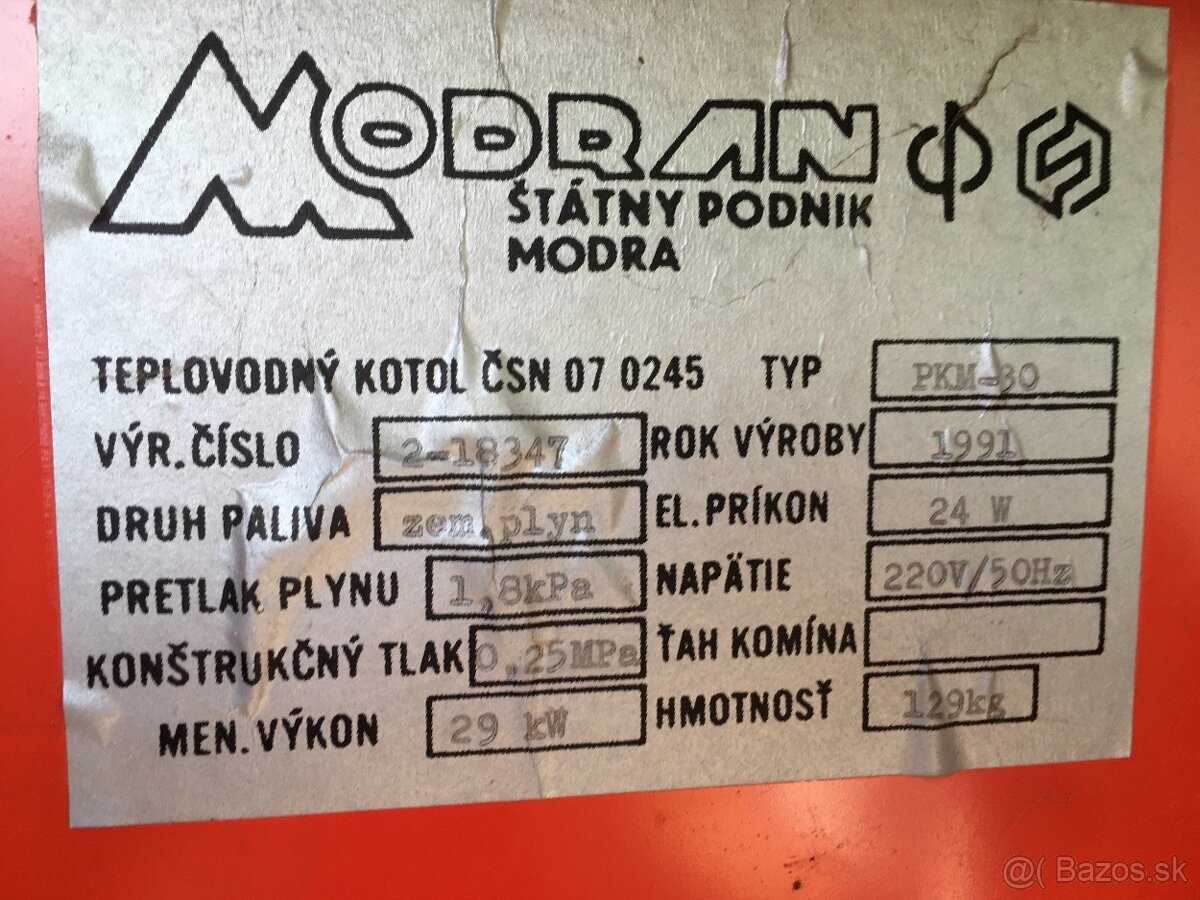 MODRAN
ŠTÁTNY PODNIK
MODRA
TEPLOVODNÝ KOTOL ČSN 07 0245 TYP PKM-30
VÝR. ČÍSLO 2-18347 ROK VÝROBY 1991
DRUH PALIVA zem.plyn EL. PRÍKON 24 W
PRETLAK PLYNU 1,8kPa NAPÄTIE 220V/50Hz
KONŠTRUKČNÝ TLAK 0,25MPa ŤAH KOMÍNA
MEN. VÝKON 29 kW HMOTNOSŤ 129kg
@( Bazos.sk